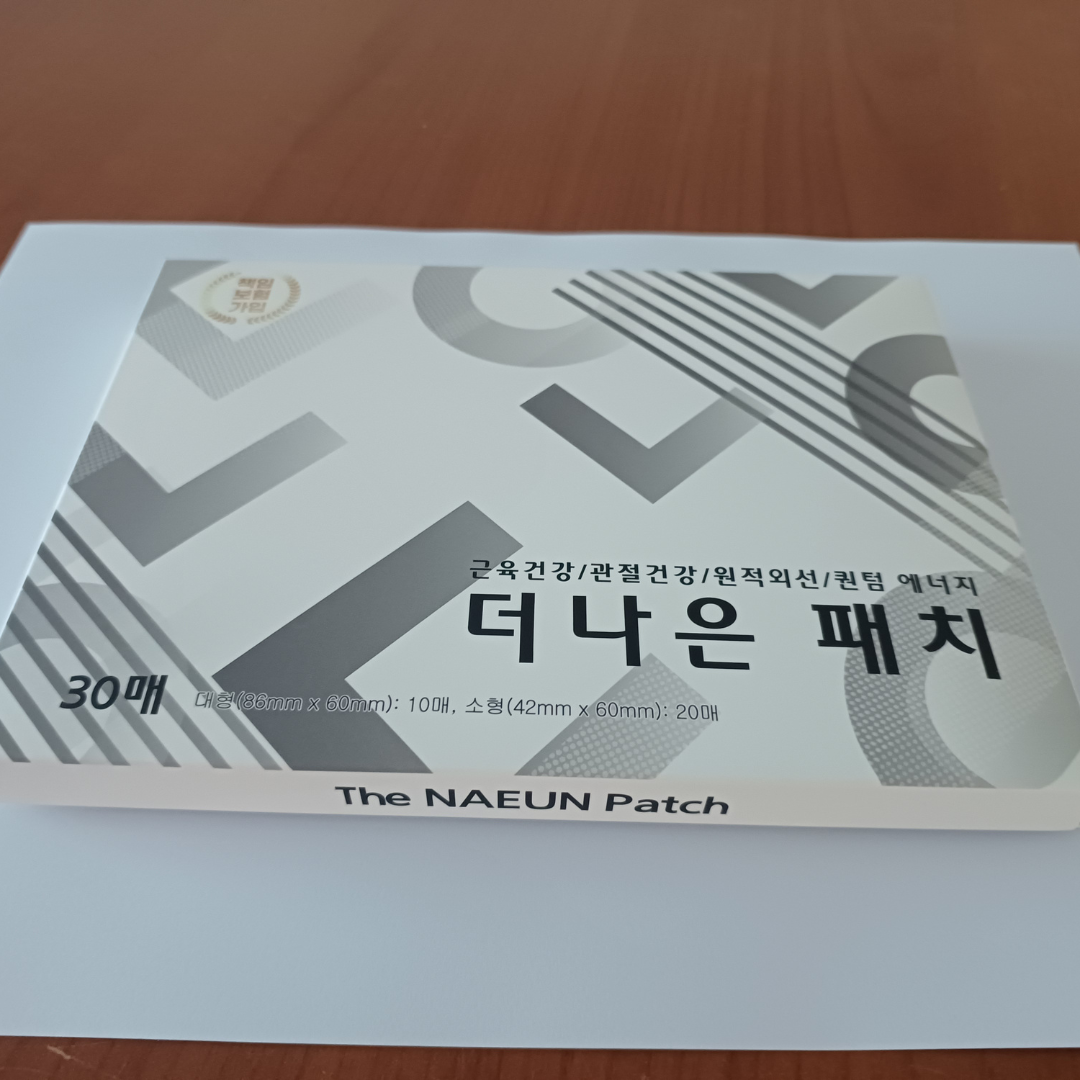 책임
보험
가입
근육건강/관절건강/원적외선/퀀텀 에너지
더나은 패치
30매 대형(86mm x 60mm): 10매, 소형(42mm x 60mm): 20매
The NAEUN Patch